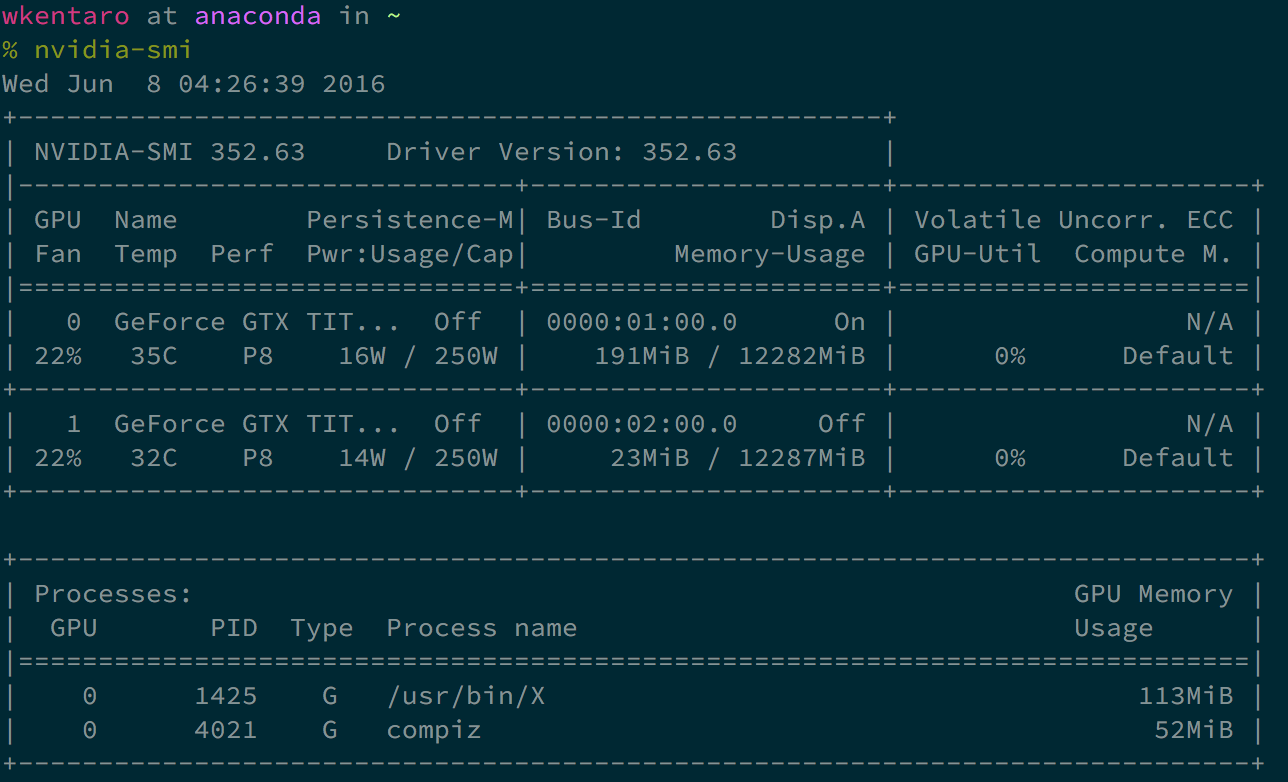 wkentaro at anaconda in ~
% nvidia-smi
Wed Jun  8 04:26:39 2016
+------------------------------------------------------+
| NVIDIA-SMI 352.63     Driver Version: 352.63         |
|-------------------------------+----------------------+----------------------+
| GPU  Name        Persistence-M| Bus-Id        Disp.A | Volatile Uncorr. ECC |
| Fan  Temp  Perf  Pwr:Usage/Cap|         Memory-Usage | GPU-Util  Compute M. |
|===============================+======================+======================|
|   0  GeForce GTX TIT...  Off  | 0000:01:00.0      On |                  N/A |
| 22%   35C    P8    16W / 250W |    191MiB / 12282MiB |      0%      Default |
+-------------------------------+----------------------+----------------------+
|   1  GeForce GTX TIT...  Off  | 0000:02:00.0     Off |                  N/A |
| 22%   32C    P8    14W / 250W |     23MiB / 12287MiB |      0%      Default |
+-------------------------------+----------------------+----------------------+

+-----------------------------------------------------------------------------+
| Processes:                                                       GPU Memory |
|  GPU       PID  Type  Process name                               Usage      |
|=============================================================================|
|    0      1425    G   /usr/bin/X                                     113MiB |
|    0      4021    G   compiz                                          52MiB |
+-----------------------------------------------------------------------------+